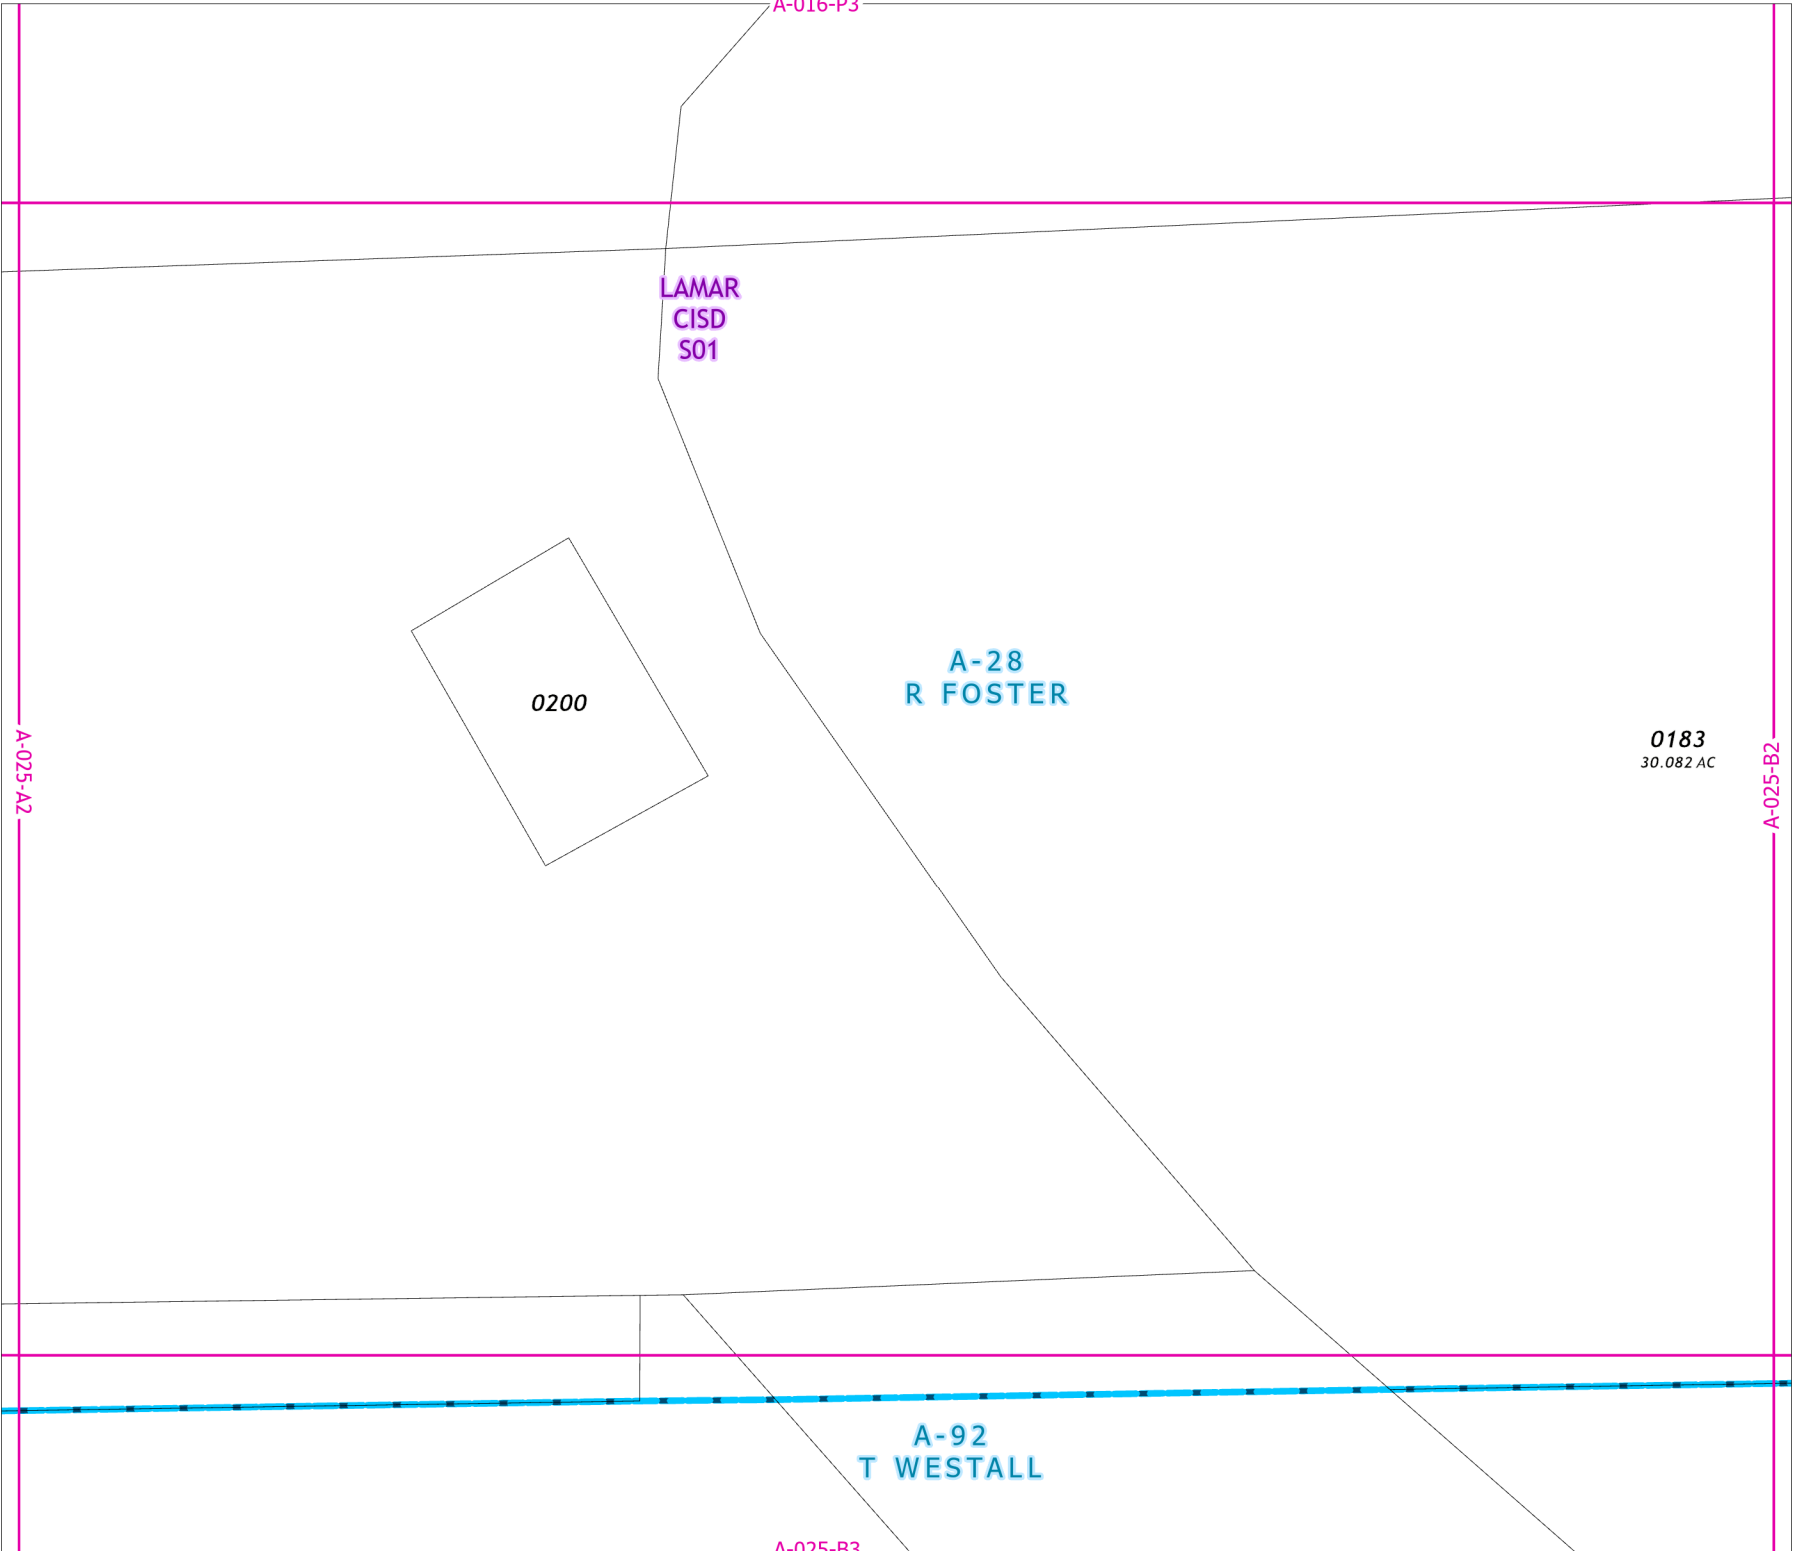 A-016-P3
LAMAR
CISD
S01
A-28
R FOSTER
0200
0183
30.082 AC
A-025-A2
A-025-B2
A-92
T WESTALL
A-025-B3